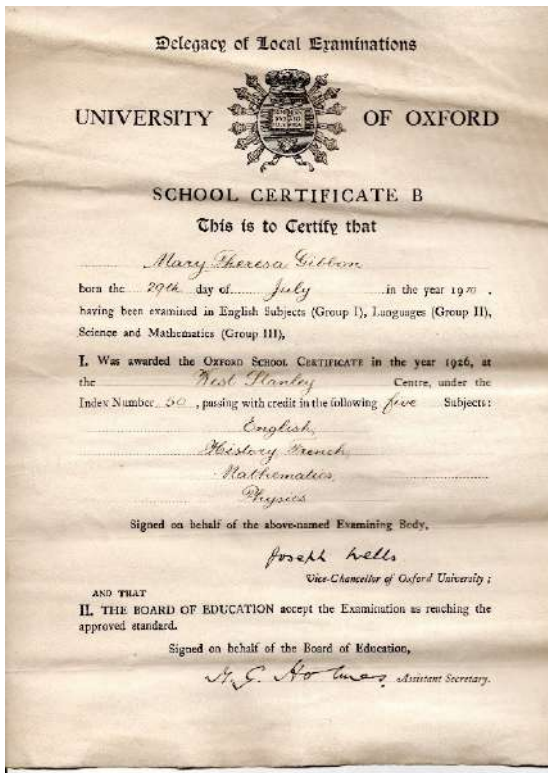 Delegacy of Local Examinations
UNIVERSITY OF OXFORD
SCHOOL CERTIFICATE B
This is to Certify that
Mary Theresa Gibbon
born the 29th day of July in the year 1910 .
having been examined in English Subjects (Group I), Languages (Group II),
Science and Mathematics (Group III),
I. Was awarded the OXFORD SCHOOL CERTIFICATE in the year 1926, at
the West Stanley Centre, under the
Index Number 50 , passing with credit in the following five Subjects:
English,
History, French,
Mathematics,
Physics
Signed on behalf of the above-named Examining Body,
Joseph Wells
Vice-Chancellor of Oxford University ;
AND THAT
II. THE BOARD OF EDUCATION accept the Examination as reaching the
approved standard.
Signed on behalf of the Board of Education,
H. G. Holmes, Assistant Secretary.